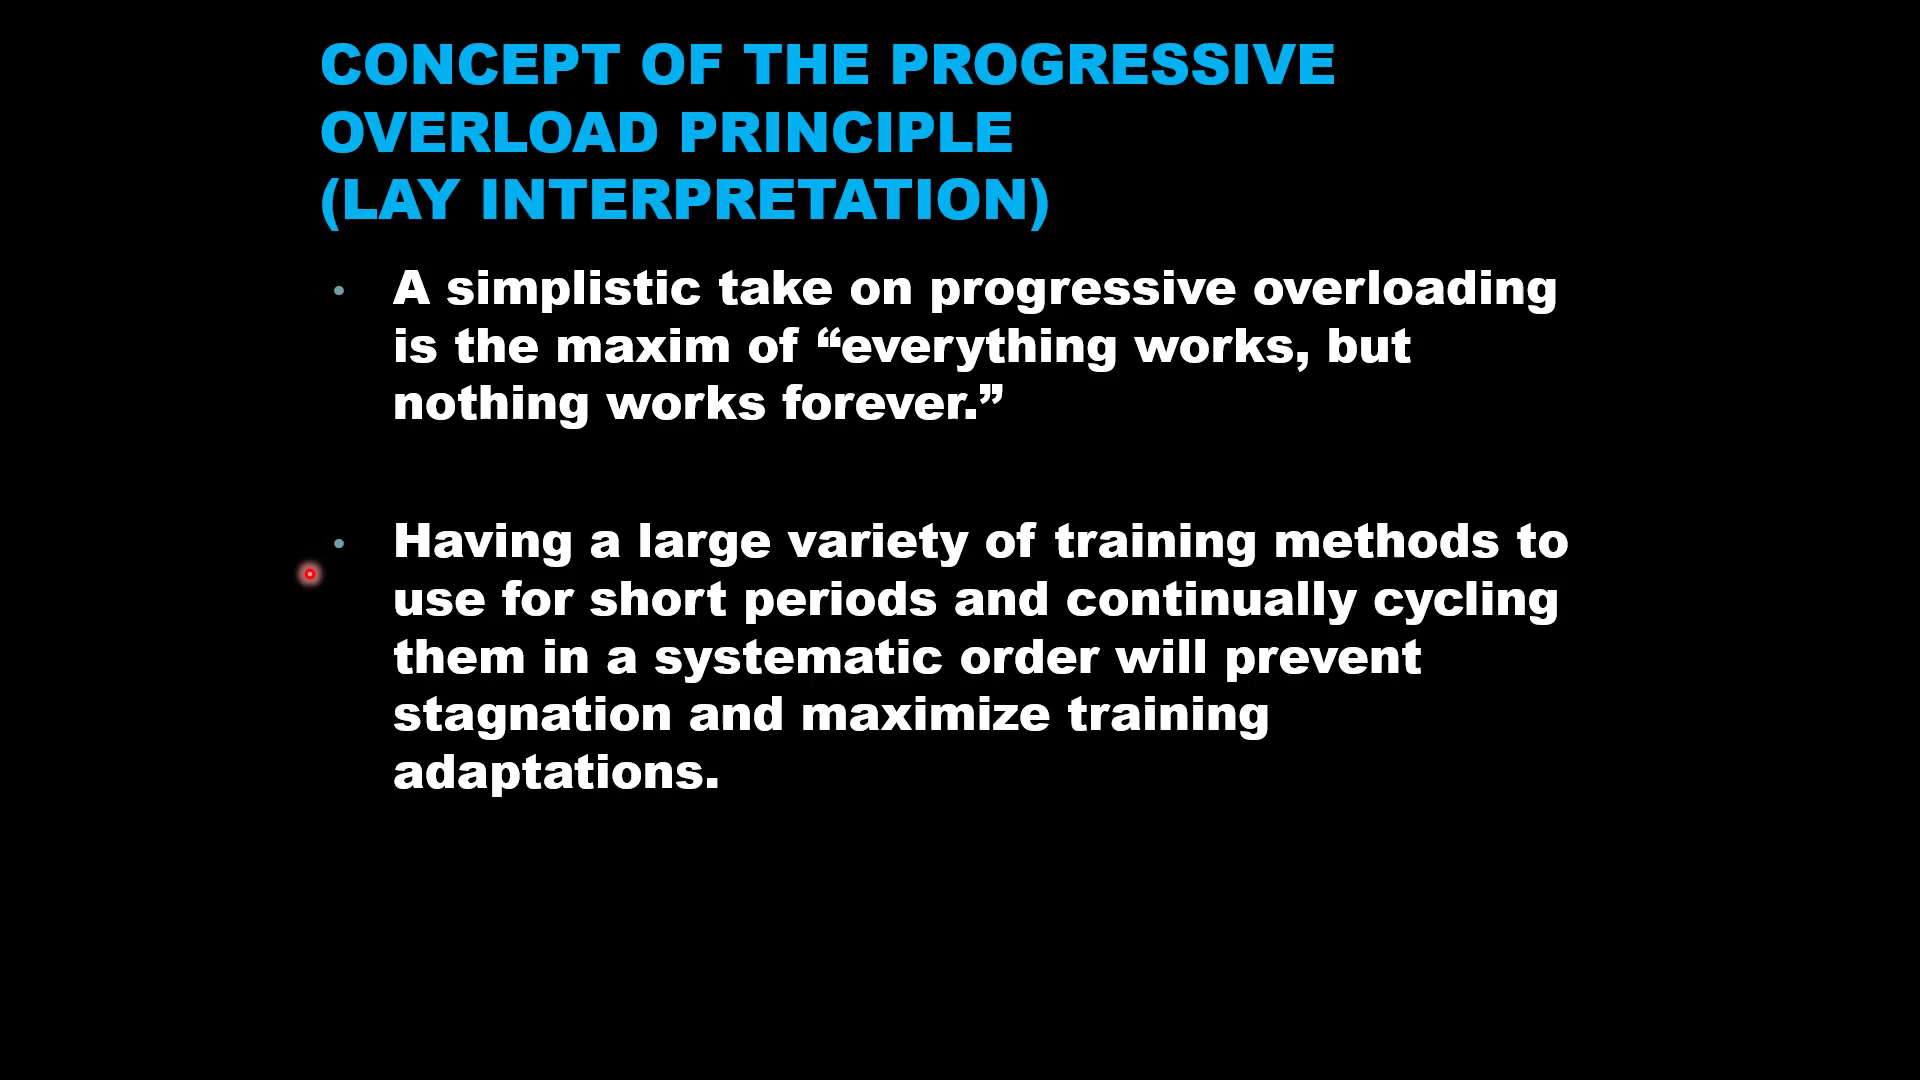 CONCEPT OF THE PROGRESSIVE
OVERLOAD PRINCIPLE
(LAY INTERPRETATION)
• A simplistic take on progressive overloading
is the maxim of “everything works, but
nothing works forever.”
• Having a large variety of training methods to
use for short periods and continually cycling
them in a systematic order will prevent
stagnation and maximize training
adaptations.